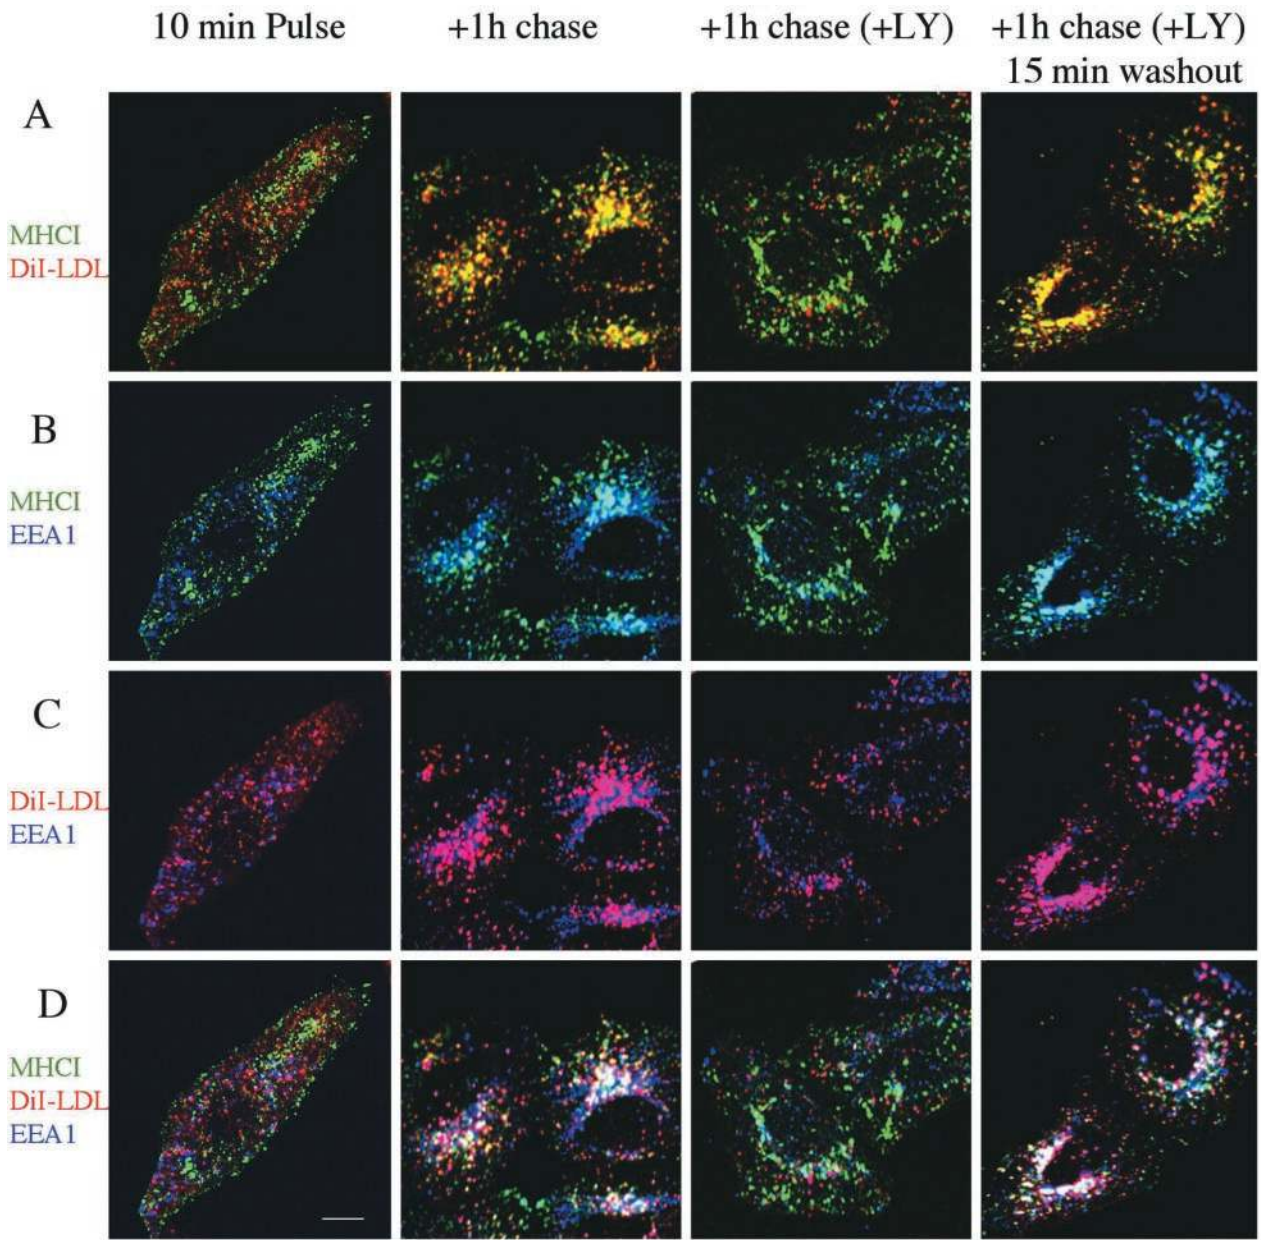 10 min Pulse +1h chase +1h chase (+LY) +1h chase (+LY)
15 min washout
A
MHCI
DiI-LDL
B
MHCI
EEA1
C
DiI-LDL
EEA1
D
MHCI
DiI-LDL
EEA1